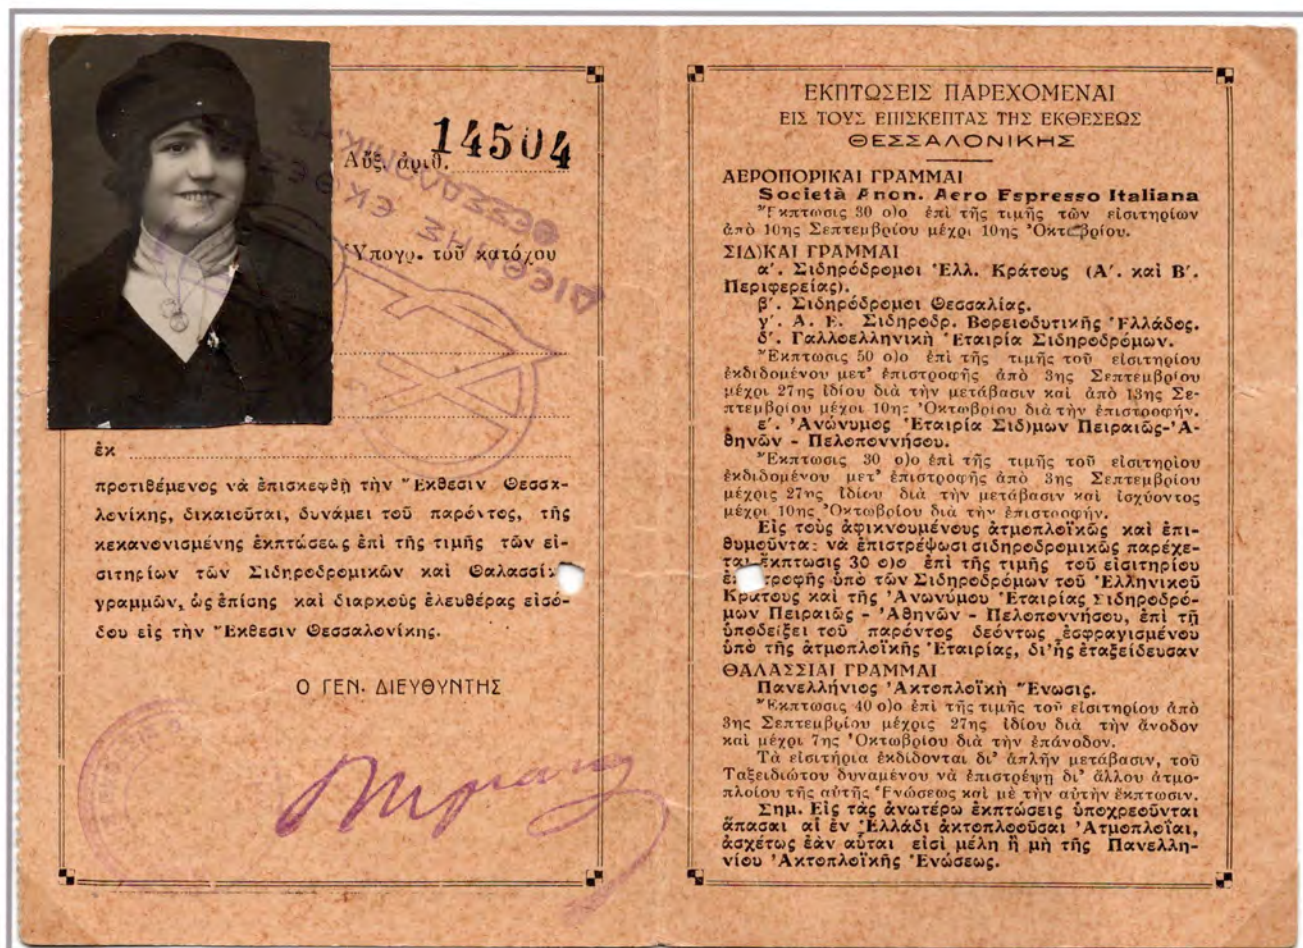 14504
Αὔξ. ἀριθ.
Ὑπογρ. τοῦ κατόχου
ΔΙΕΘΝΗΣ ΕΚΘΕΣ
ΘΕΣΣΑΛΟΝΙΚΗΣ
ἐκ
προτιθέμενος νὰ ἐπισκεφθῇ τὴν Ἔκθεσιν Θεσσα-
λονίκης, δικαιοῦται, δυνάμει τοῦ παρόντος, τῆς
κεκανονισμένης ἐκπτώσεως ἐπὶ τῆς τιμῆς τῶν εἰ-
σιτηρίων τῶν Σιδηροδρομικῶν καὶ Θαλασσίω
γραμμῶν, ὡς ἐπίσης καὶ διαρκοῦς ἐλευθέρας εἰσό-
δου εἰς τὴν Ἔκθεσιν Θεσσαλονίκης.
Ο ΓΕΝ. ΔΙΕΥΘΥΝΤΗΣ
ΕΚΠΤΩΣΕΙΣ ΠΑΡΕΧΟΜΕΝΑΙ
ΕΙΣ ΤΟΥΣ ΕΠΙΣΚΕΠΤΑΣ ΤΗΣ ΕΚΘΕΣΕΩΣ
ΘΕΣΣΑΛΟΝΙΚΗΣ
ΑΕΡΟΠΟΡΙΚΑΙ ΓΡΑΜΜΑΙ
Società Anon. Aero Espresso Italiana
Ἔκπτωσις 30 ο)ο ἐπὶ τῆς τιμῆς τῶν εἰσιτηρίων
ἀπὸ 10ης Σεπτεμβρίου μέχρι 10ης Ὀκτωβρίου.
ΣΙΔ)ΚΑΙ ΓΡΑΜΜΑΙ
α′. Σιδηρόδρομοι Ἑλλ. Κράτους (Α′. καὶ Β′.
Περιφερείας).
β′. Σιδηρόδρομοι Θεσσαλίας.
γ′. Α. Ε. Σιδηροδρ. Βορειοδυτικῆς Ἑλλάδος.
δ′. Γαλλοελληνικὴ Ἑταιρία Σιδηροδρόμων.
Ἔκπτωσις 50 ο)ο ἐπὶ τῆς τιμῆς τοῦ εἰσιτηρίου
ἐκδιδομένου μετ' ἐπιστροφῆς ἀπὸ 3ης Σεπτεμβρίου
μέχρι 27ης ἰδίου διὰ τὴν μετάβασιν καὶ ἀπὸ 13ης Σε-
πτεμβρίου μέχρι 10ης Ὀκτωβρίου διὰ τὴν ἐπιστροφήν.
ε′. Ἀνώνυμος Ἑταιρία Σιδ)μων Πειραιῶς-Ἀ-
θηνῶν - Πελοποννήσου.
Ἔκπτωσις 30 ο)ο ἐπὶ τῆς τιμῆς τοῦ εἰσιτηρίου
ἐκδιδομένου μετ' ἐπιστροφῆς ἀπὸ 3ης Σεπτεμβρίου
μέχρις 27ης ἰδίου διὰ τὴν μετάβασιν καὶ ἰσχύοντος
μέχρι 10ης Ὀκτωβρίου διὰ τὴν ἐπιστροφήν.
Εἰς τοὺς ἀφικνουμένους ἀτμοπλοϊκῶς καὶ ἐπι-
θυμοῦντας νὰ ἐπιστρέψωσι σιδηροδρομικῶς παρέχε-
ται ἔκπτωσις 30 ο)ο ἐπὶ τῆς τιμῆς τοῦ εἰσιτηρίου
τροφῆς ὑπὸ τῶν Σιδηροδρόμων τοῦ Ἑλληνικοῦ
Κράτους καὶ τῆς Ἀνωνύμου Ἑταιρίας Σιδηροδρό-
μων Πειραιῶς - Ἀθηνῶν - Πελοποννήσου, ἐπὶ τῇ
ὑποδείξει τοῦ παρόντος δεόντως ἐσφραγισμένου
ὑπὸ τῆς ἀτμοπλοϊκῆς Ἑταιρίας, δι' ἧς ἐταξείδευσαν
ΘΑΛΑΣΣΙΑΙ ΓΡΑΜΜΑΙ
Πανελλήνιος Ἀκτοπλοϊκὴ Ἕνωσις.
Ἔκπτωσις 40 ο)ο ἐπὶ τῆς τιμῆς τοῦ εἰσιτηρίου ἀπὸ
3ης Σεπτεμβρίου μέχρις 27ης ἰδίου διὰ τὴν ἄνοδον
καὶ μέχρι 7ης Ὀκτωβρίου διὰ τὴν ἐπάνοδον.
Τὰ εἰσιτήρια ἐκδίδονται δι' ἁπλῆν μετάβασιν, τοῦ
Ταξειδιώτου δυναμένου νὰ ἐπιστρέψῃ δι' ἄλλου ἀτμο-
πλοίου τῆς αὐτῆς Ἑνώσεως καὶ μὲ τὴν αὐτὴν ἔκπτωσιν.
Σημ. Εἰς τὰς ἀνωτέρω ἐκπτώσεις ὑποχρεοῦνται
ἅπασαι αἱ ἐν Ἑλλάδι ἀκτοπλοοῦσαι Ἀτμοπλοΐαι,
ἀσχέτως ἐὰν αὗται εἰσὶ μέλη ἢ μὴ τῆς Πανελλη-
νίου Ἀκτοπλοϊκῆς Ἑνώσεως.